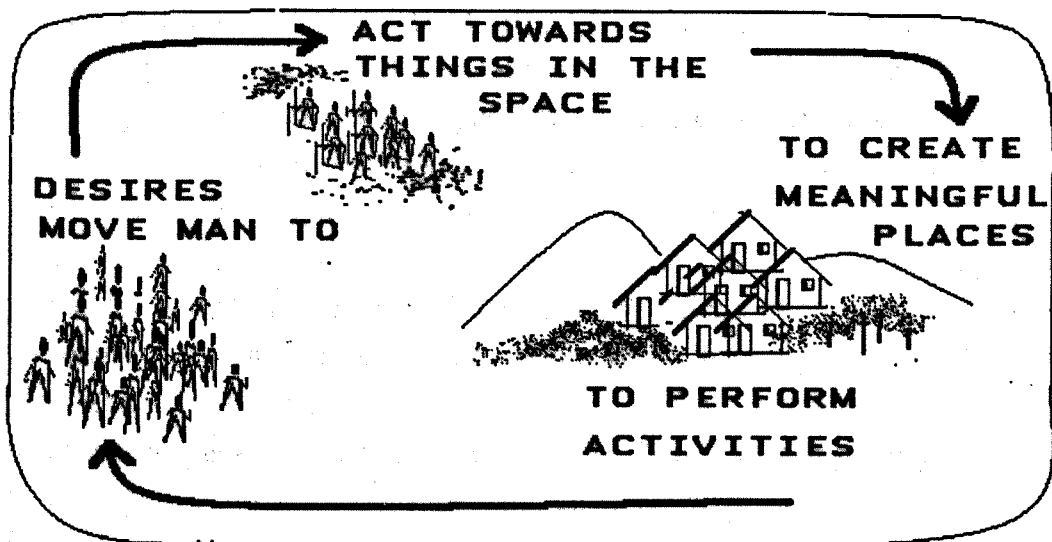 DESIRES
MOVE MAN TO
ACT TOWARDS
THINGS IN THE
SPACE
TO CREATE
MEANINGFUL
PLACES
TO PERFORM
ACTIVITIES